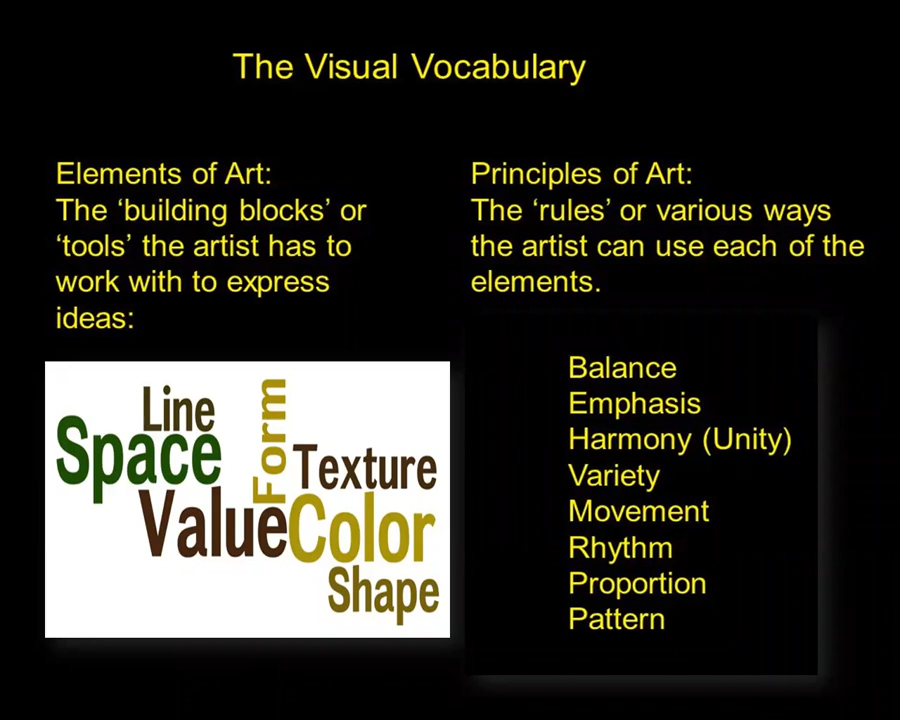 The Visual Vocabulary
Elements of Art:
The ‘building blocks’ or
‘tools’ the artist has to
work with to express
ideas:
Line
Space
Form
Texture
Value
Color
Shape
Principles of Art:
The ‘rules’ or various ways
the artist can use each of the
elements.
Balance
Emphasis
Harmony (Unity)
Variety
Movement
Rhythm
Proportion
Pattern